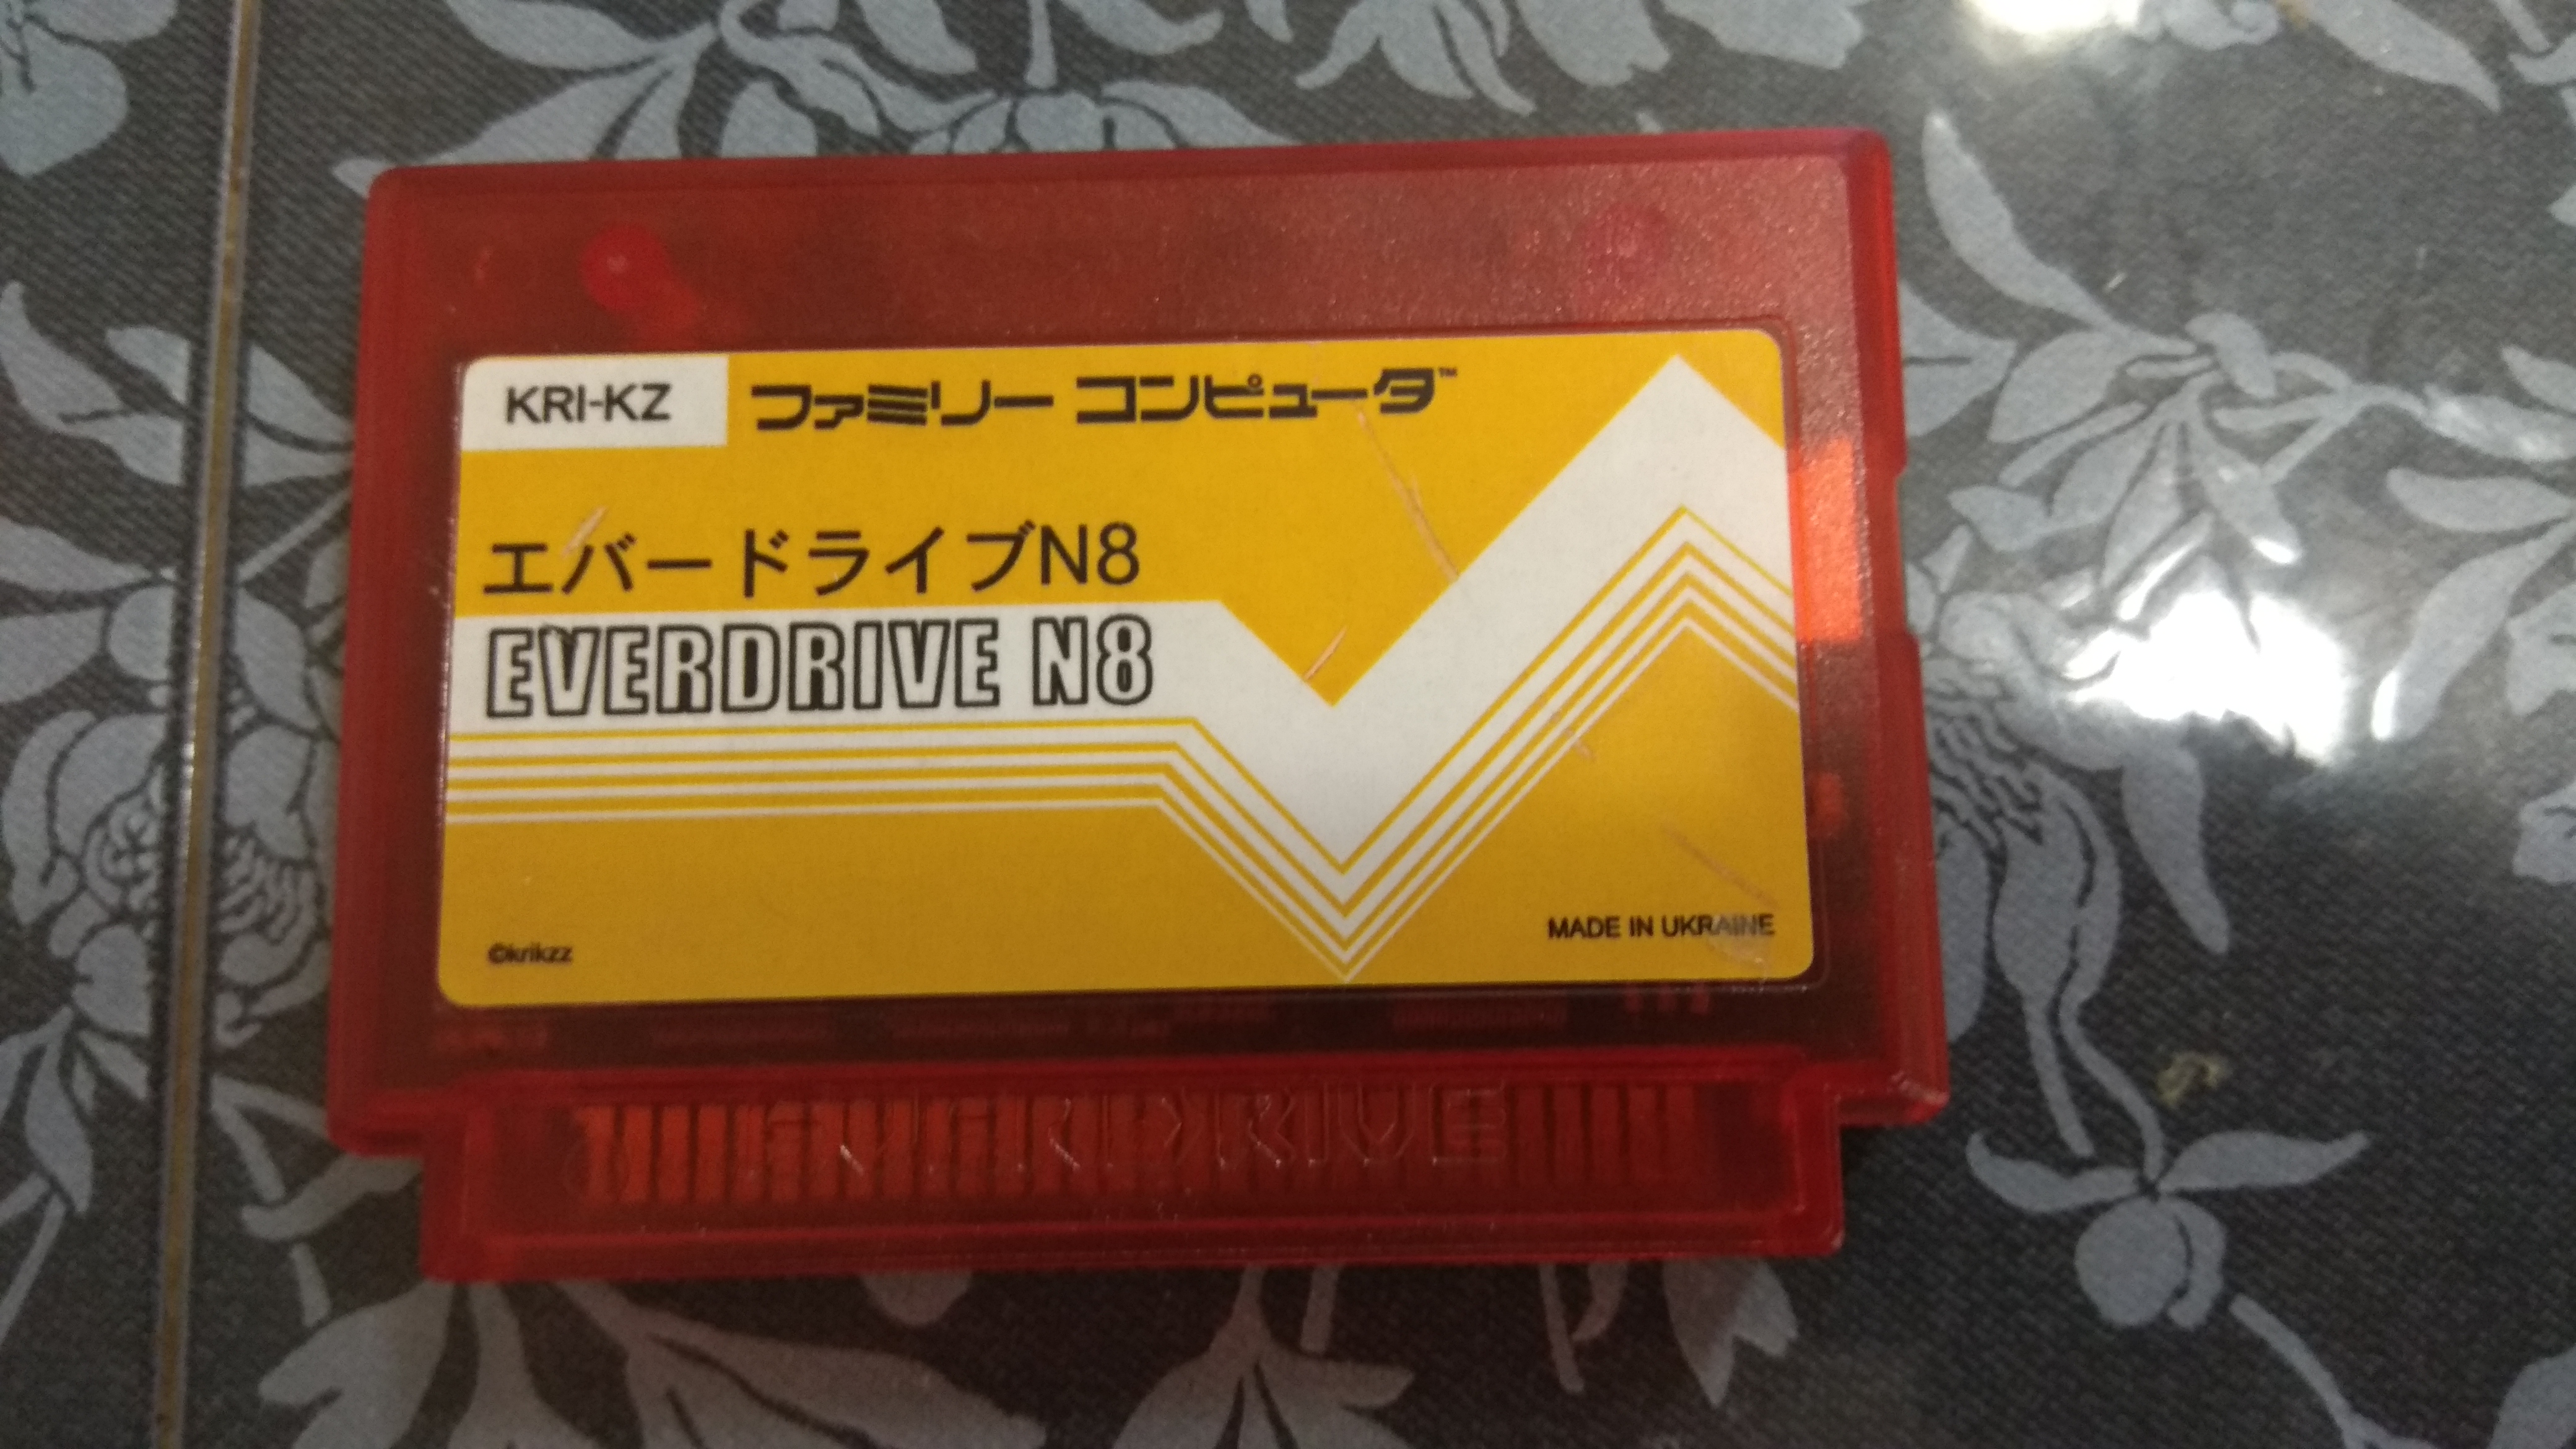 KRI-KZ
ファミリー コンピュータ™
エバードライブN8
EVERDRIVE N8
©krikzz
MADE IN UKRAINE
EVERDRIVE